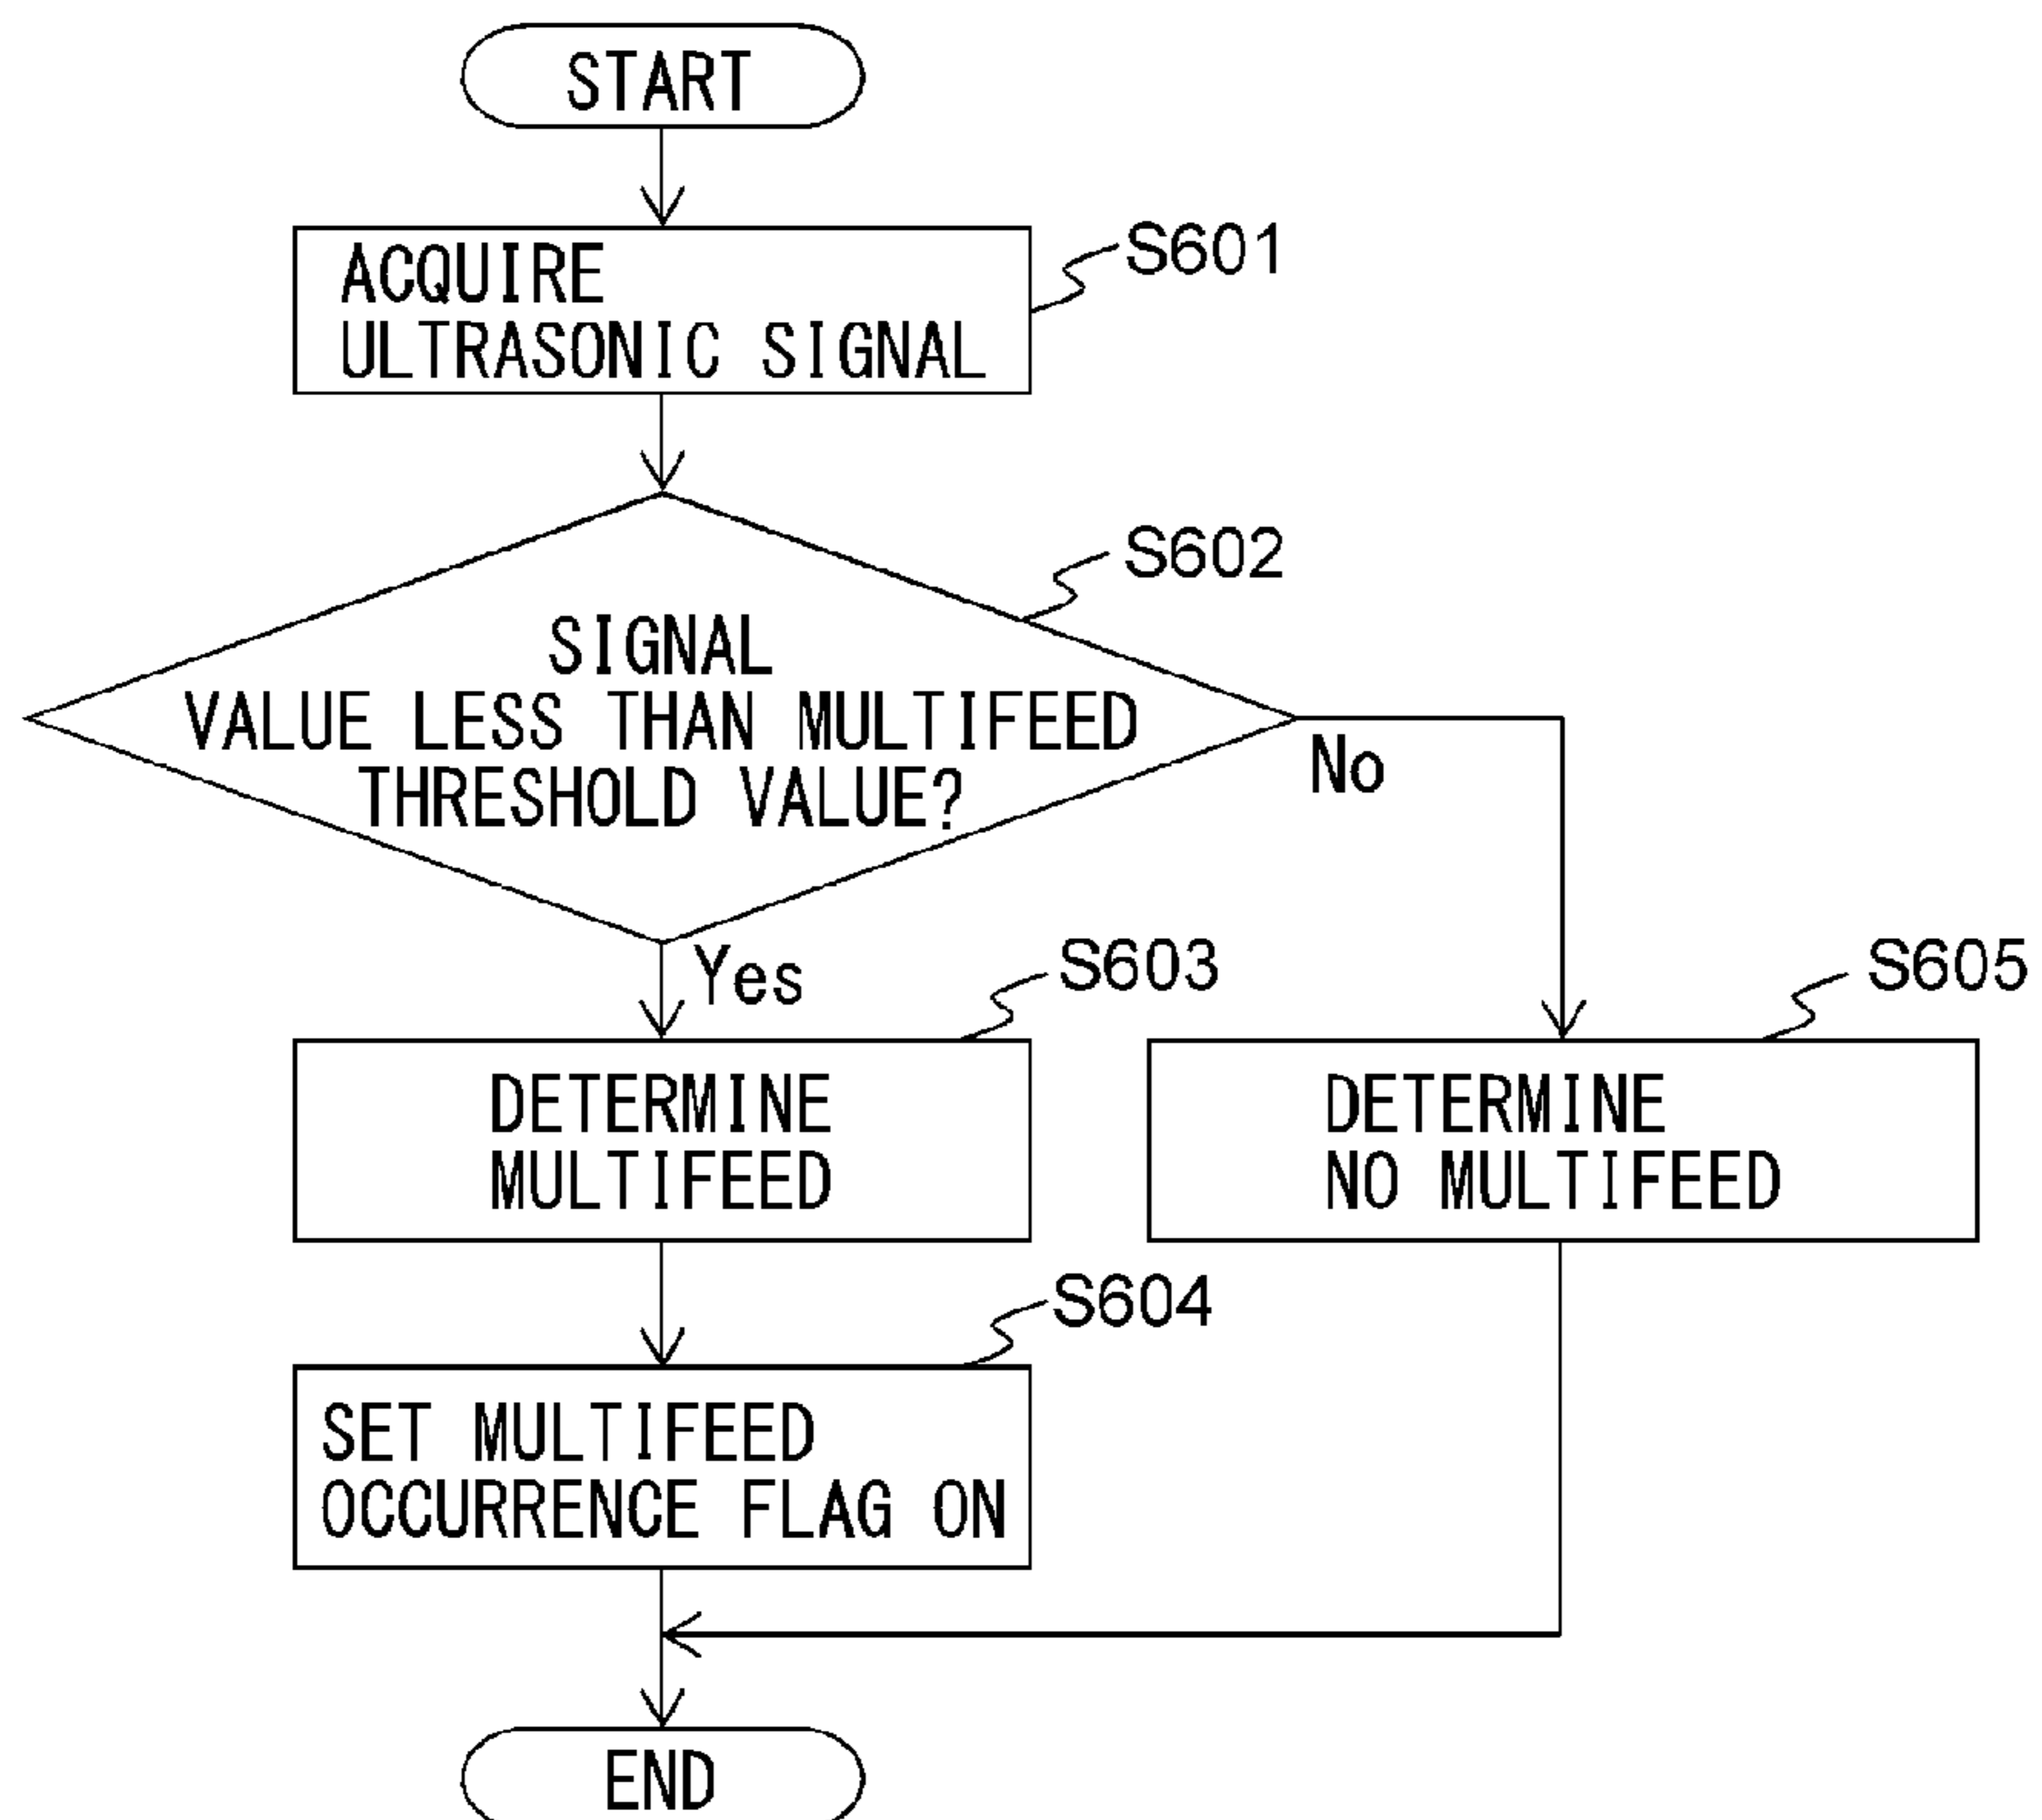 START
ACQUIRE
ULTRASONIC SIGNAL
S601
S602
SIGNAL
VALUE LESS THAN MULTIFEED
THRESHOLD VALUE?
No
Yes
S603
DETERMINE
MULTIFEED
S605
DETERMINE
NO MULTIFEED
S604
SET MULTIFEED
OCCURRENCE FLAG ON
END